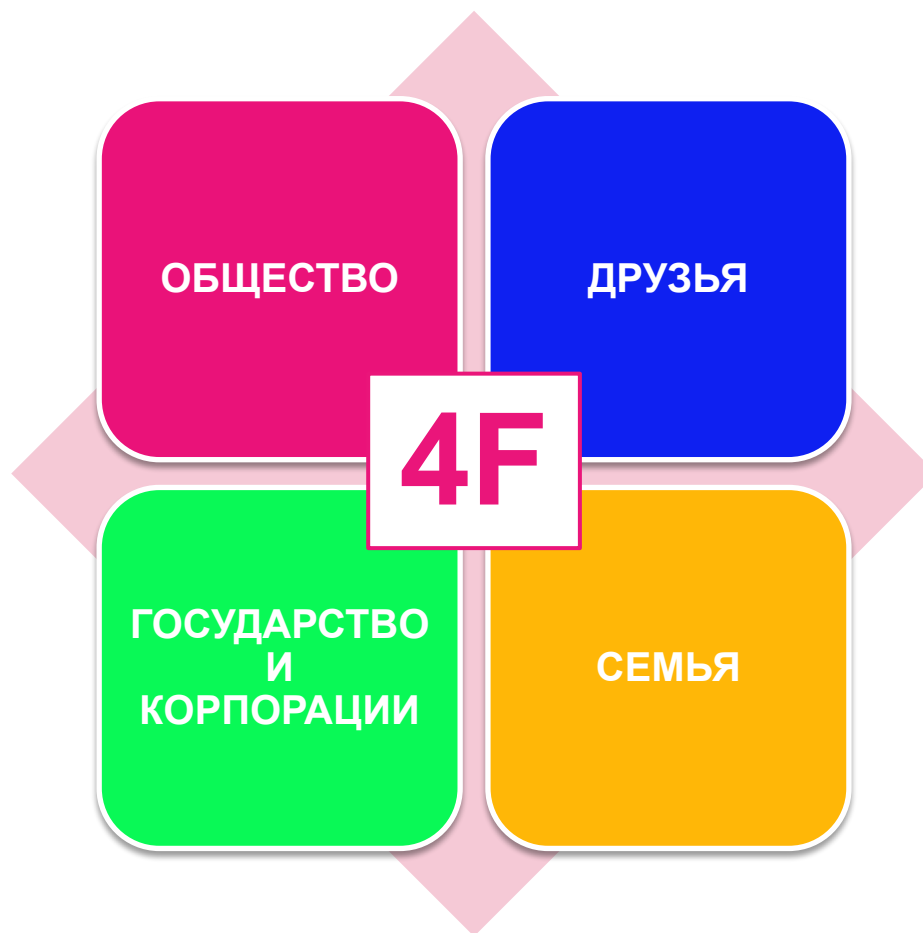 ОБЩЕСТВО
ДРУЗЬЯ
4F
ГОСУДАРСТВО
И
КОРПОРАЦИИ
СЕМЬЯ